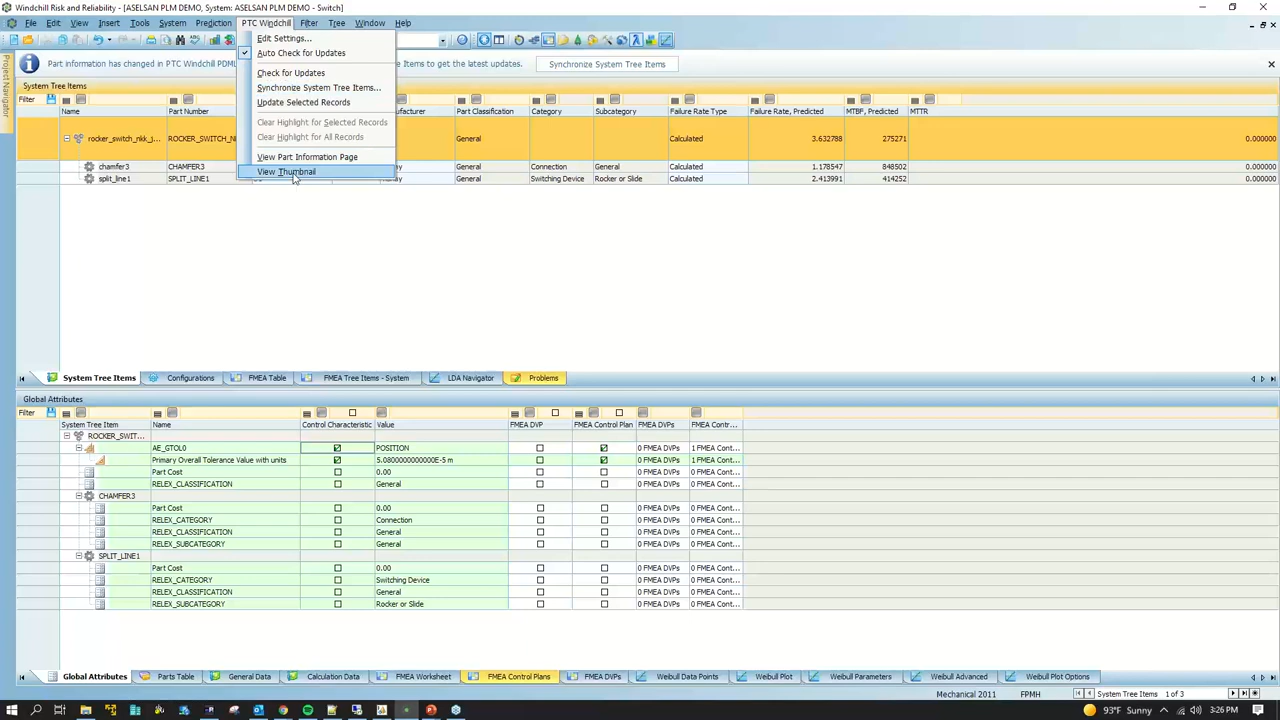 Windchill Risk and Reliability - [ASELSAN PLM DEMO, System: ASELSAN PLM DEMO - Switch]
File Edit View Insert Tools System Prediction PTC Windchill Filter Tree Window Help
Edit Settings...
Auto Check for Updates
Check for Updates
Synchronize System Tree Items...
Update Selected Records
Clear Highlight for Selected Records
Clear Highlight for All Records
View Part Information Page
View Thumbnail
Part information has changed in PTC Windchill PDML e Items to get the latest updates. Synchronize System Tree Items
Project Navigator
System Tree Items
Filter
Name Part Number ufacturer Part Classification Category Subcategory Failure Rate Type Failure Rate, Predicted MTBF, Predicted MTTR
rocker_switch_nkk_j... ROCKER_SWITCH_N General Calculated 3.632788 275271 0.000000
chamfer3 CHAMFER3 General Connection General Calculated 1.178547 848502 0.000000
split_line1 SPLIT_LINE1 General Switching Device Rocker or Slide Calculated 2.413991 414252 0.000000
System Tree Items Configurations FMEA Table FMEA Tree Items - System LDA Navigator Problems
Global Attributes
Filter
System Tree Item Name Control Characteristic Value FMEA DVP FMEA Control Plan FMEA DVPs FMEA Contr...
ROCKER_SWIT...
AE_GTOL0 POSITION 0 FMEA DVPs 1 FMEA Cont...
Primary Overall Tolerance Value with units 5.0800000000000E-5 m 0 FMEA DVPs 1 FMEA Cont...
Part Cost 0.00 0 FMEA DVPs 0 FMEA Cont...
RELEX_CLASSIFICATION General 0 FMEA DVPs 0 FMEA Cont...
CHAMFER3
Part Cost 0.00 0 FMEA DVPs 0 FMEA Cont...
RELEX_CATEGORY Connection 0 FMEA DVPs 0 FMEA Cont...
RELEX_CLASSIFICATION General 0 FMEA DVPs 0 FMEA Cont...
RELEX_SUBCATEGORY General 0 FMEA DVPs 0 FMEA Cont...
SPLIT_LINE1
Part Cost 0.00 0 FMEA DVPs 0 FMEA Cont...
RELEX_CATEGORY Switching Device 0 FMEA DVPs 0 FMEA Cont...
RELEX_CLASSIFICATION General 0 FMEA DVPs 0 FMEA Cont...
RELEX_SUBCATEGORY Rocker or Slide 0 FMEA DVPs 0 FMEA Cont...
Global Attributes Parts Table General Data Calculation Data FMEA Worksheet FMEA Control Plans FMEA DVPs Weibull Data Points Weibull Plot Weibull Parameters Weibull Advanced Weibull Plot Options
Mechanical 2011 FPMH System Tree Items 1 of 3
93°F Sunny 3:26 PM